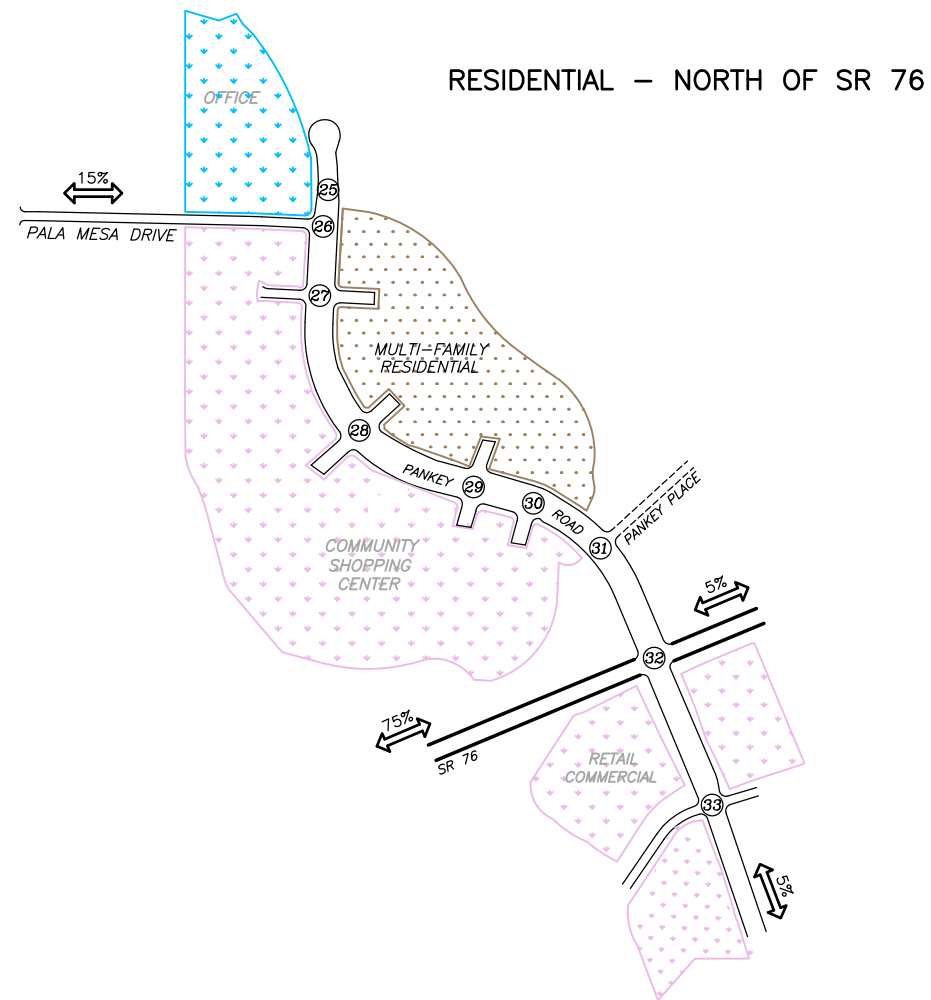 RESIDENTIAL – NORTH OF SR 76
OFFICE
15%
25
26
PALA MESA DRIVE
27
MULTI–FAMILY
RESIDENTIAL
28
PANKEY
29
30
ROAD
31
PANKEY PLACE
COMMUNITY
SHOPPING
CENTER
5%
32
75%
SR 76
RETAIL
COMMERCIAL
33
5%